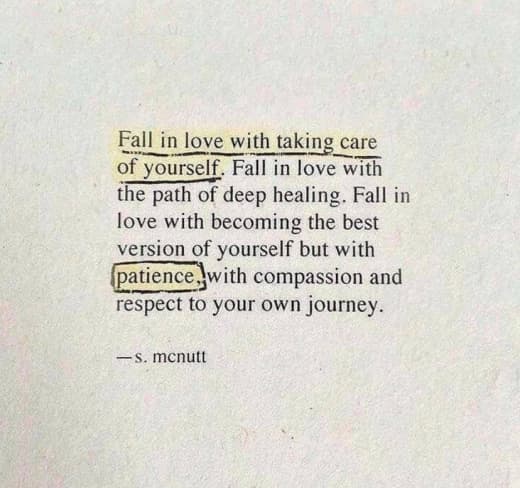 Fall in love with taking care
of yourself. Fall in love with
the path of deep healing. Fall in
love with becoming the best
version of yourself but with
patience, with compassion and
respect to your own journey.
—s. mcnutt